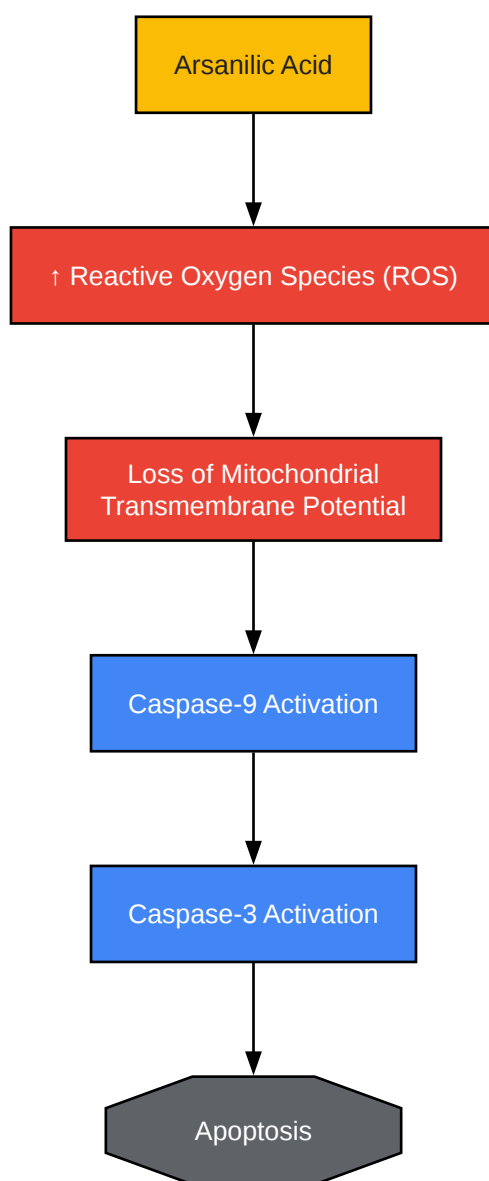 Arsanilic Acid
↑ Reactive Oxygen Species (ROS)
Loss of Mitochondrial
Transmembrane Potential
Caspase-9 Activation
Caspase-3 Activation
Apoptosis